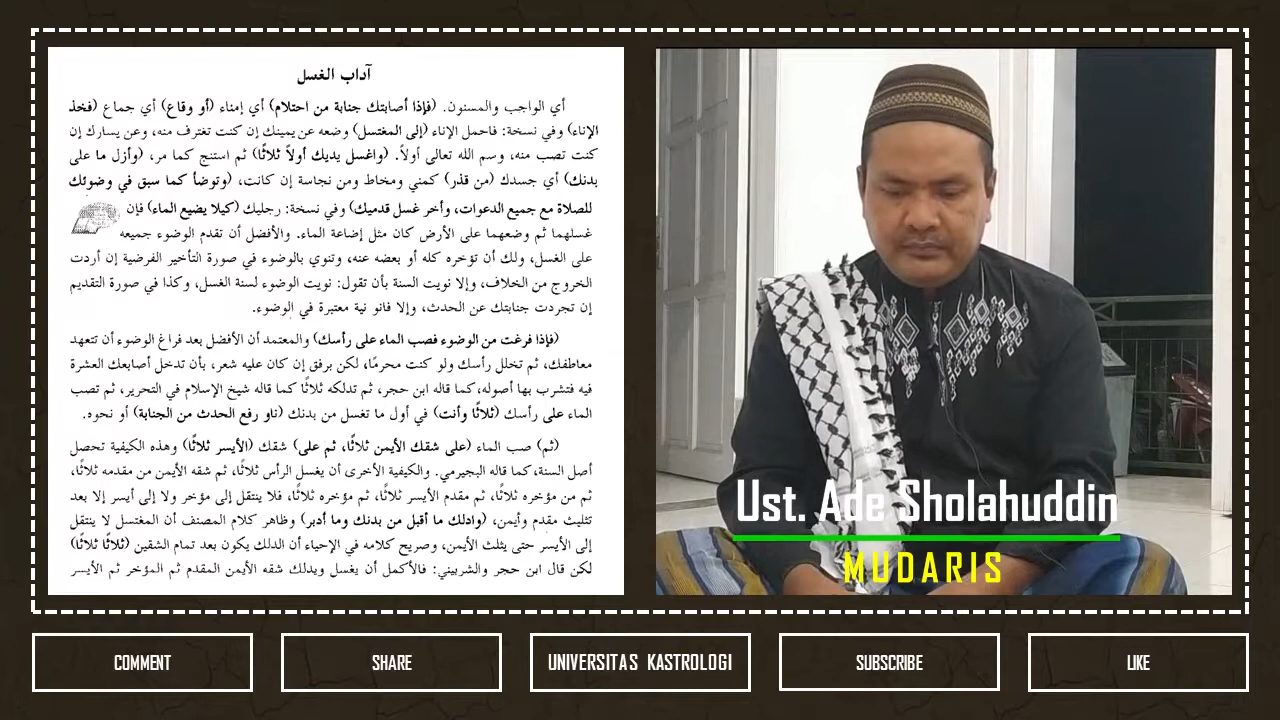 آداب الغسل
أي الواجب والمسنون. (فإذا أصابتك جنابة من احتلام) أي إمناء (أو وقاع) أي جماع (فخذ
الإناء) وفي نسخة: فاحمل الإناء (إلى المغتسل) وضعه عن يمينك إن كنت تغترف منه، وعن يسارك إن
كنت تصب منه، وسم الله تعالى أولاً. (واغسل يديك أولاً ثلاثًا) ثم استنج كما مر، (وأزل ما على
بدنك) أي جسدك (من قذر) كمني ومخاط ومن نجاسة إن كانت، (وتوضأ كما سبق في وضوئك
للصلاة مع جميع الدعوات، وأخر غسل قدميك) وفي نسخة: رجليك (كيلا يضيع الماء) فإن
غسلهما ثم وضعهما على الأرض كان مثل إضاعة الماء. والأفضل أن تقدم الوضوء جميعه
على الغسل، ولك أن تؤخره كله أو بعضه عنه، وتنوي بالوضوء في صورة التأخير الفرضية إن أردت
الخروج من الخلاف، وإلا نويت السنة بأن تقول: نويت الوضوء لسنة الغسل، وكذا في صورة التقديم
إن تجردت جنابتك عن الحدث، وإلا فانو نية معتبرة في الوضوء.
(فإذا فرغت من الوضوء فصب الماء على رأسك) والمعتمد أن الأفضل بعد فراغ الوضوء أن تتعهد
معاطفك، ثم تخلل رأسك ولو كنت محرمًا، لكن برفق إن كان عليه شعر، بأن تدخل أصابعك العشرة
فيه فتشرب بها أصوله، كما قاله ابن حجر، ثم تدلكه ثلاثًا كما قاله شيخ الإسلام في التحرير، ثم تصب
الماء على رأسك (ثلاثًا وأنت) في أول ما تغسل من بدنك (ناو رفع الحدث من الجنابة) أو نحوه.
(ثم) صب الماء (على شقك الأيمن ثلاثًا، ثم على) شقك (الأيسر ثلاثًا) وهذه الكيفية تحصل
أصل السنة، كما قاله البجيرمي. والكيفية الأخرى أن يغسل الرأس ثلاثًا، ثم شقه الأيمن من مقدمه ثلاثًا،
ثم من مؤخره ثلاثًا، ثم مقدم الأيسر ثلاثًا، ثم مؤخره ثلاثًا، فلا ينتقل إلى مؤخر ولا إلى أيسر إلا بعد
تثليث مقدم وأيمن، (وادلك ما أقبل من بدنك وما أدبر) وظاهر كلام المصنف أن المغتسل لا ينتقل
إلى الأيسر حتى يثلث الأيمن، وصريح كلامه في الإحياء أن الدلك يكون بعد تمام الشقين (ثلاثًا ثلاثًا)
لكن قال ابن حجر والشربيني: فالأكمل أن يغسل ويدلك شقه الأيمن المقدم ثم المؤخر ثم الأيسر
Ust. Ade Sholahuddin
MUDARIS
COMMENT
SHARE
UNIVERSITAS KASTROLOGI
SUBSCRIBE
LIKE